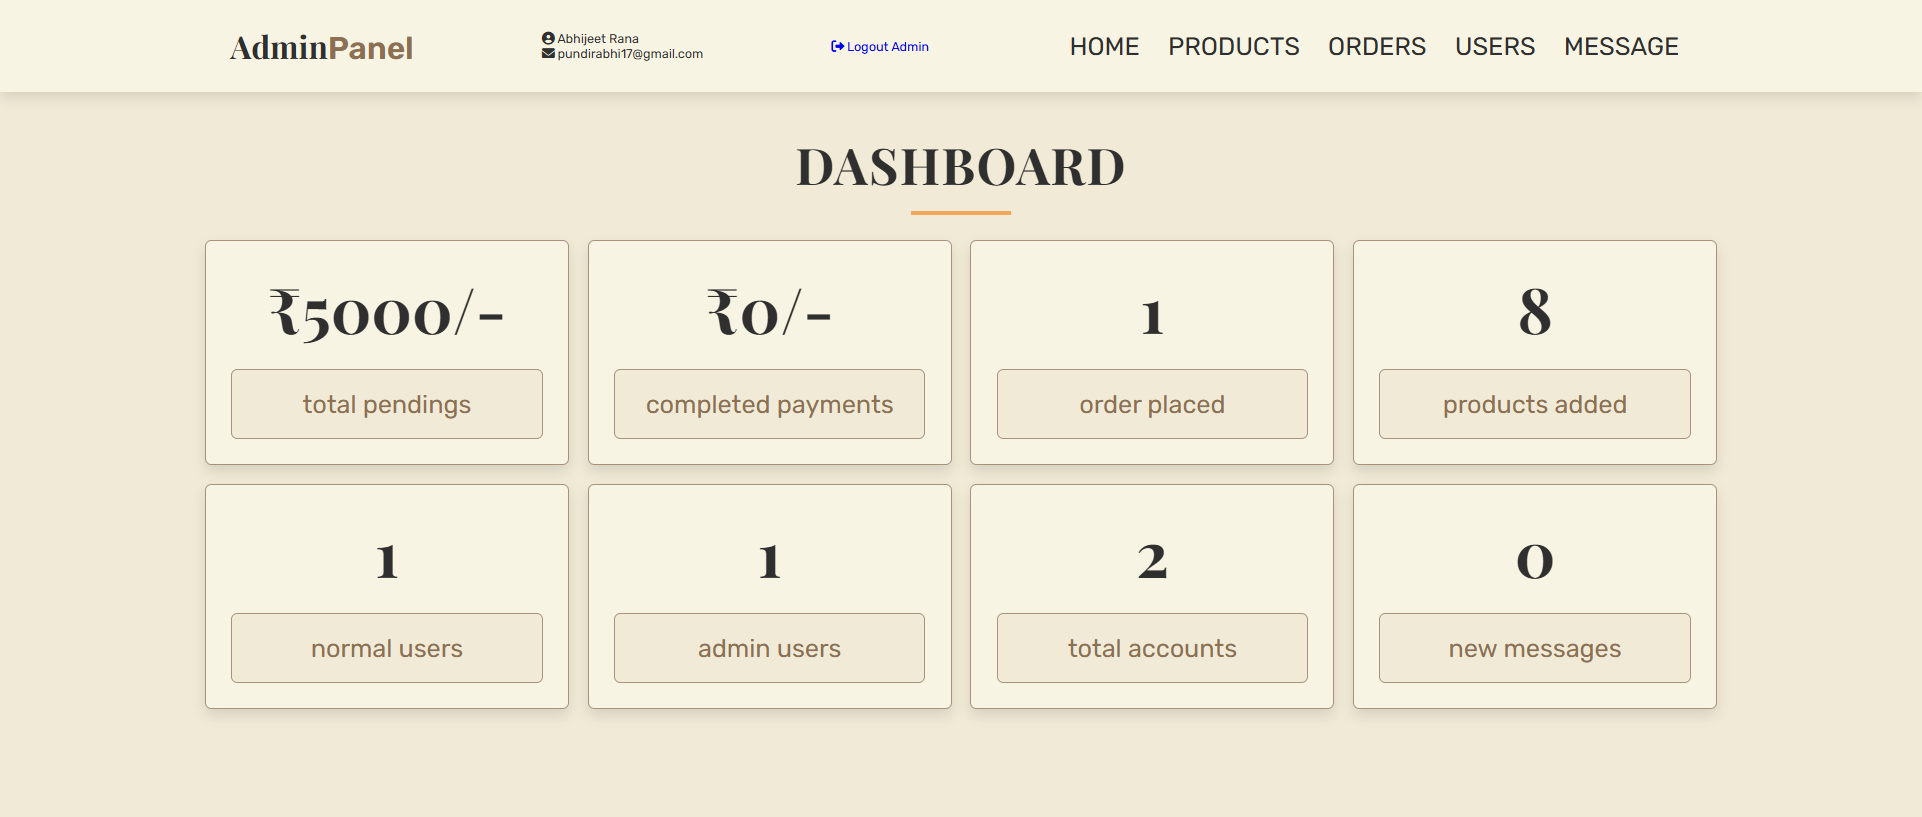 AdminPanel
Abhijeet Rana
pundirabhi17@gmail.com
Logout Admin
HOME PRODUCTS ORDERS USERS MESSAGE
DASHBOARD
₹5000/-
total pendings
₹0/-
completed payments
1
order placed
8
products added
1
normal users
1
admin users
2
total accounts
0
new messages